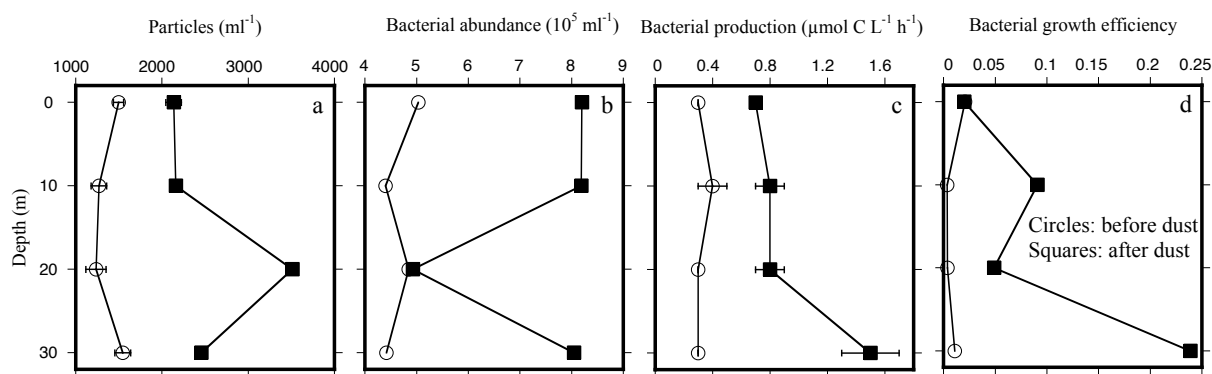 Particles (ml⁻¹) Bacterial abundance (10⁵ ml⁻¹) Bacterial production (µmol C L⁻¹ h⁻¹) Bacterial growth efficiency
1000 2000 3000 4000 4 5 6 7 8 9 0 0.4 0.8 1.2 1.6 0 0.05 0.1 0.15 0.2 0.25
0 a b c d
10
Circles: before dust
Squares: after dust
20
30
Depth (m)